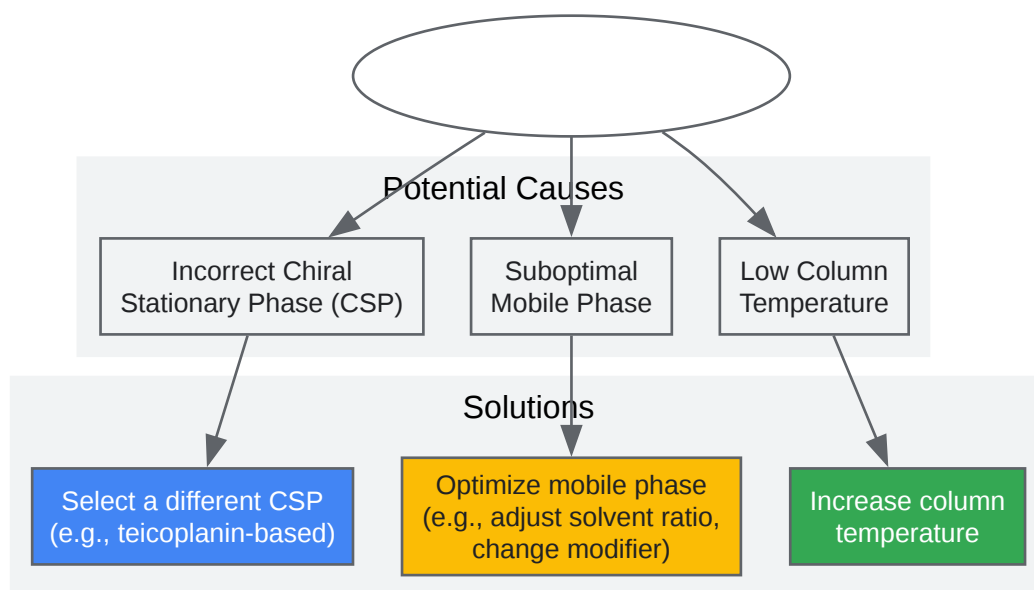 Potential Causes
Incorrect Chiral
Stationary Phase (CSP)
Suboptimal
Mobile Phase
Low Column
Temperature
Solutions
Select a different CSP
(e.g., teicoplanin-based)
Optimize mobile phase
(e.g., adjust solvent ratio,
change modifier)
Increase column
temperature